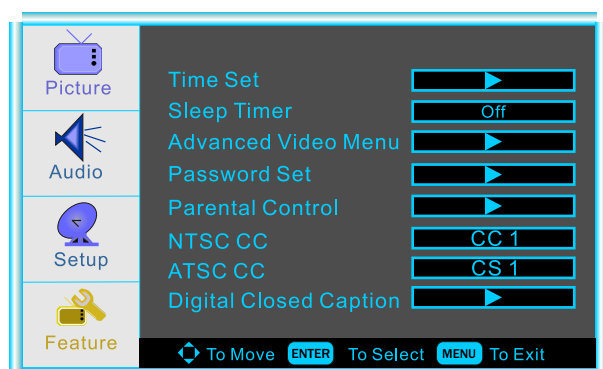 Picture
Audio
Setup
Feature
Time Set
Sleep Timer Off
Advanced Video Menu
Password Set
Parental Control
NTSC CC CC 1
ATSC CC CS 1
Digital Closed Caption
To Move ENTER To Select MENU To Exit